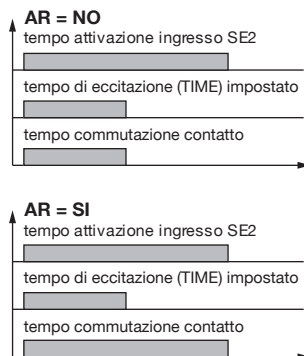 AR = NO
tempo attivazione ingresso SE2
tempo di eccitazione (TIME) impostato
tempo commutazione contatto
AR = SI
tempo attivazione ingresso SE2
tempo di eccitazione (TIME) impostato
tempo commutazione contatto